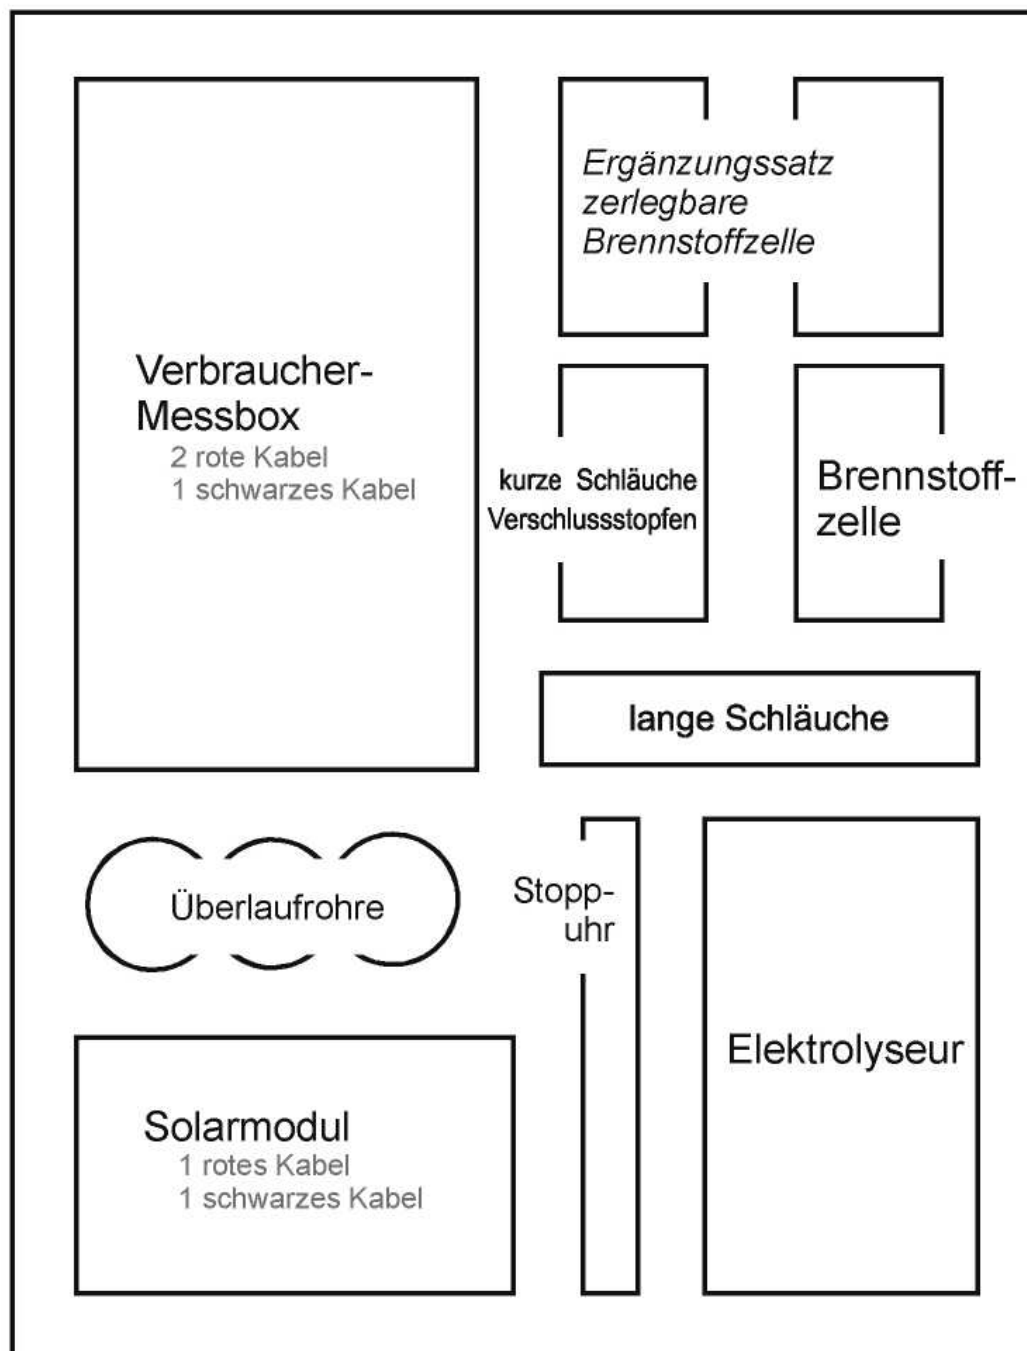 Ergänzungssatz
zerlegbare
Brennstoffzelle
Verbraucher-
Messbox
2 rote Kabel
1 schwarzes Kabel
kurze Schläuche
Verschlussstopfen
Brennstoff-
zelle
lange Schläuche
Überlaufrohre
Stopp-
uhr
Elektrolyseur
Solarmodul
1 rotes Kabel
1 schwarzes Kabel